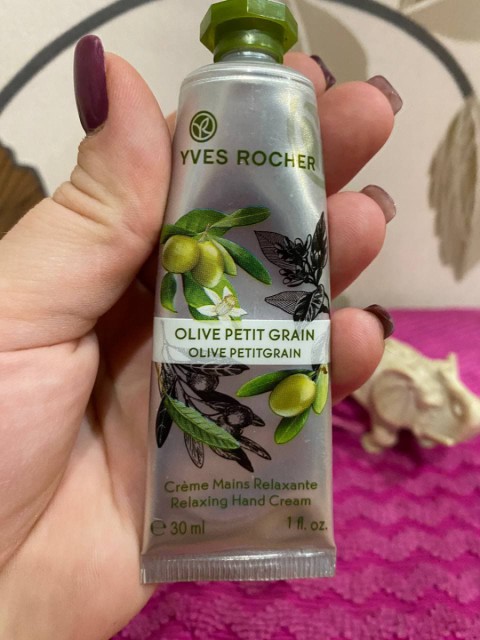 YVES ROCHER
OLIVE PETIT GRAIN
OLIVE PETITGRAIN
Crème Mains Relaxante
Relaxing Hand Cream
℮ 30 ml 1 fl. oz.